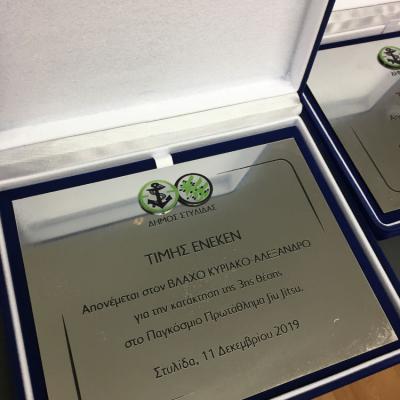 ΔΗΜΟΣ ΣΤΥΛΙΔΑΣ
ΤΙΜΗΣ ΕΝΕΚΕΝ
Απονέμεται στον ΒΛΑΧΟ ΚΥΡΙΑΚΟ-ΑΛΕΞΑΝΔΡΟ
για την κατάκτηση της 3ης θέσης
στο Παγκόσμιο Πρωτάθλημα Jiu Jitsu.
Στυλίδα, 11 Δεκεμβρίου 2019